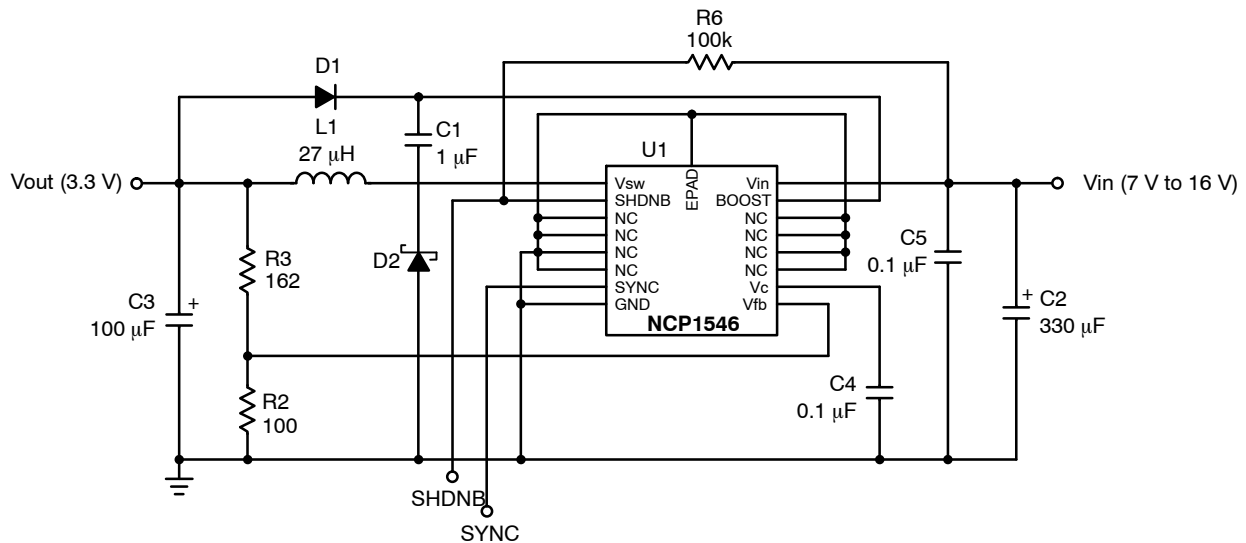 R6
100k
D1
L1
27 μH
C1
1 μF
U1
Vout (3.3 V)
Vin (7 V to 16 V)
Vsw
SHDNB
NC
NC
NC
NC
SYNC
GND
EPAD
Vin
BOOST
NC
NC
NC
NC
Vc
Vfb
NCP1546
D2
R3
162
C3
+
100 μF
R2
100
C5
0.1 μF
+
C2
330 μF
C4
0.1 μF
SHDNB
SYNC